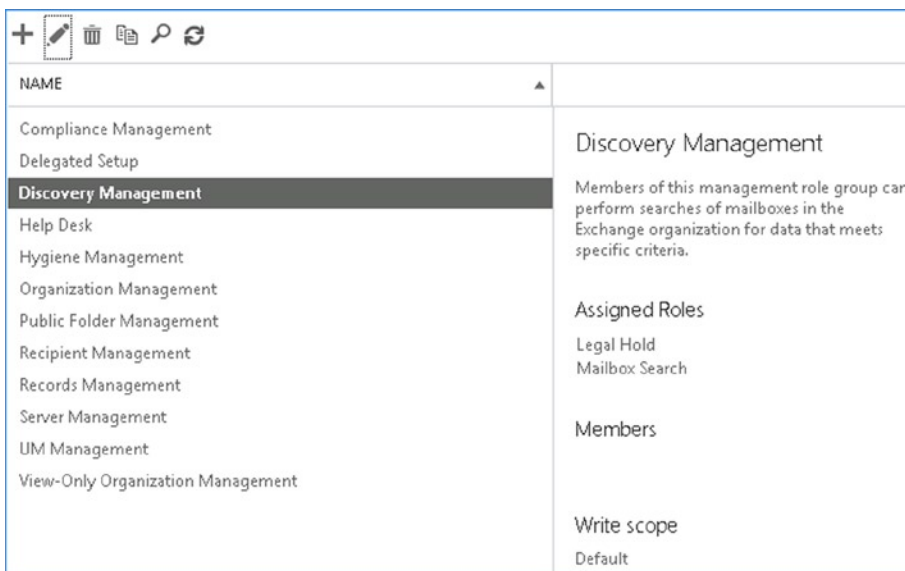 NAME
Compliance Management
Delegated Setup
Discovery Management
Help Desk
Hygiene Management
Organization Management
Public Folder Management
Recipient Management
Records Management
Server Management
UM Management
View-Only Organization Management
Discovery Management
Members of this management role group can
perform searches of mailboxes in the
Exchange organization for data that meets
specific criteria.
Assigned Roles
Legal Hold
Mailbox Search
Members
Write scope
Default